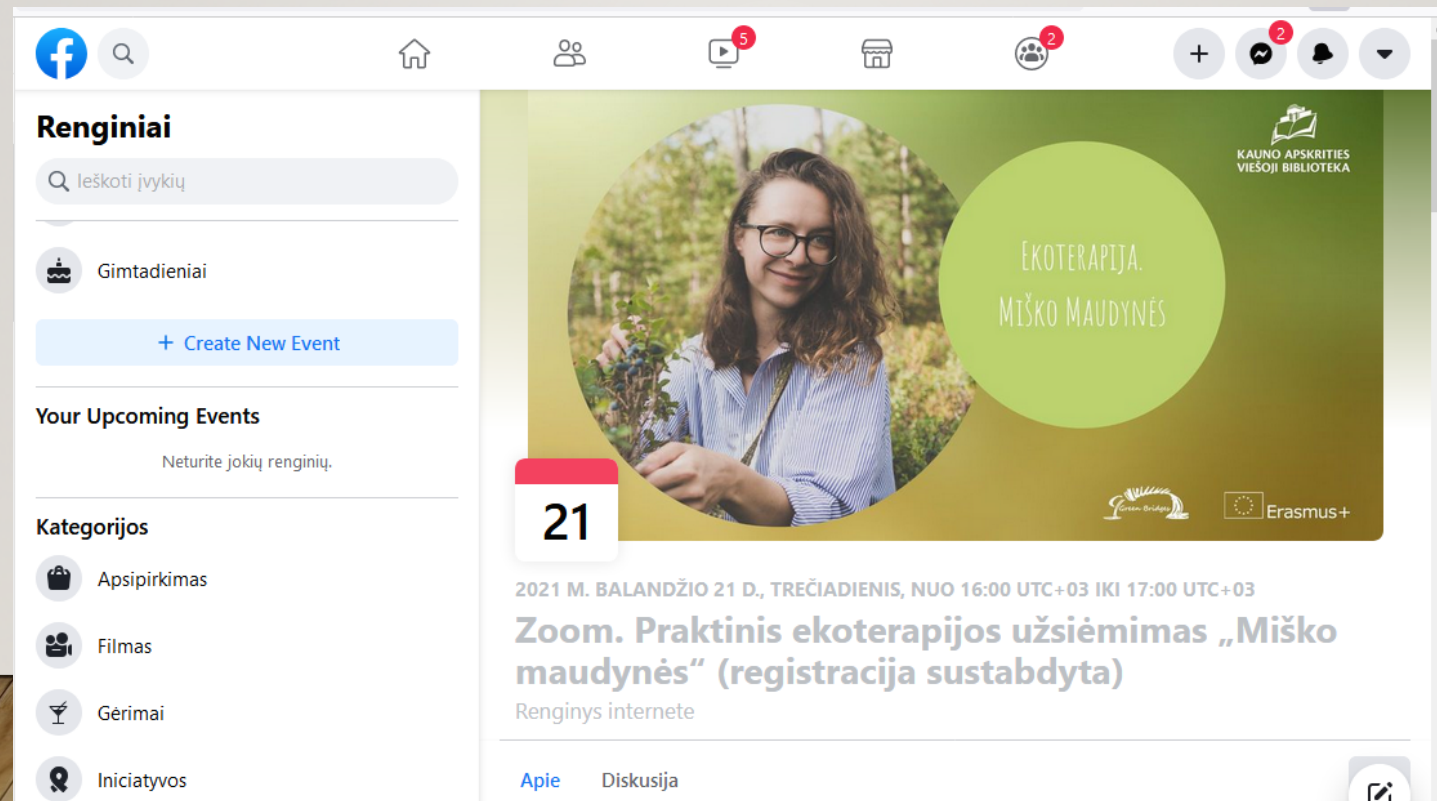 5
2
2
Renginiai
Ieškoti įvykių
Gimtadieniai
+ Create New Event
Your Upcoming Events
Neturite jokių renginių.
Kategorijos
Apsipirkimas
Filmas
Gėrimai
Iniciatyvos
KAUNO APSKRITIES
VIEŠOJI BIBLIOTEKA
EKOTERAPIJA.
MIŠKO MAUDYNĖS
Green Bridges
Erasmus+
21
2021 M. BALANDŽIO 21 D., TREČIADIENIS, NUO 16:00 UTC+03 IKI 17:00 UTC+03
Zoom. Praktinis ekoterapijos užsiėmimas „Miško
maudynės“ (registracija sustabdyta)
Renginys internete
Apie
Diskusija